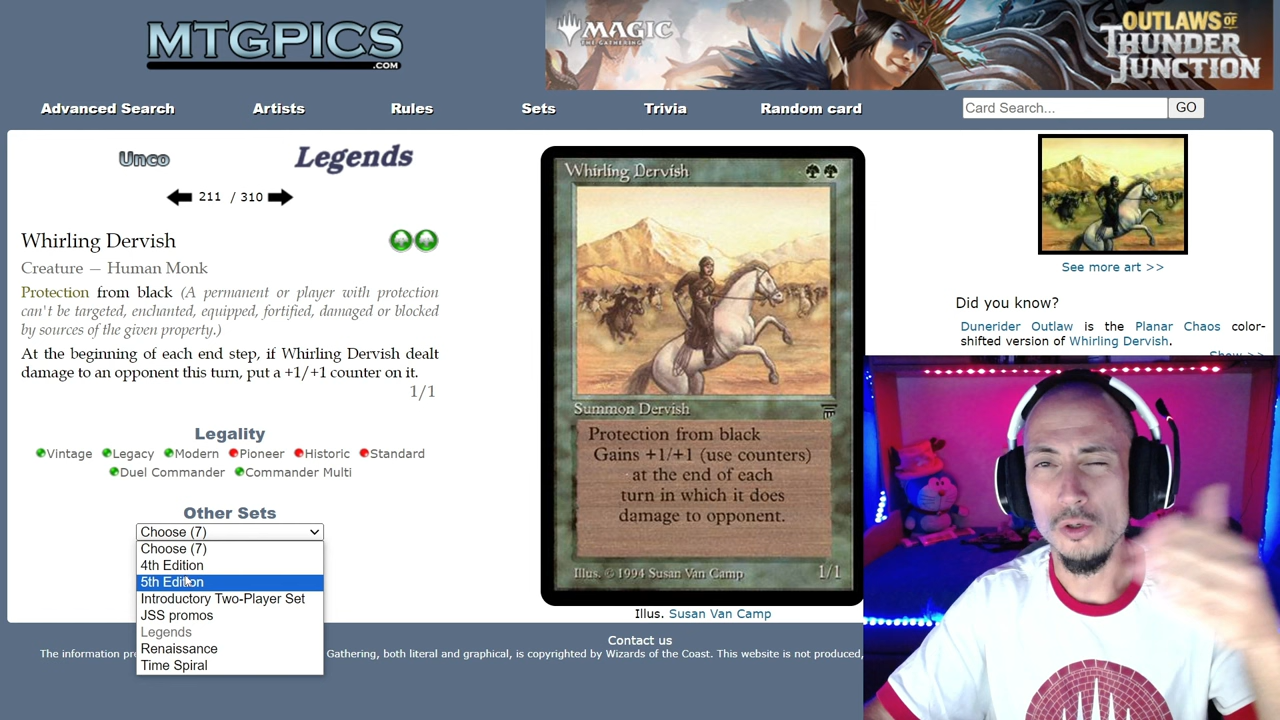 MTGPICS
.COM
MAGIC
THE GATHERING
OUTLAWS OF
THUNDER
JUNCTION
Advanced Search
Artists
Rules
Sets
Trivia
Random card
Card Search...
GO
Unco
Legends
211 / 310
Whirling Dervish
Creature — Human Monk
Protection from black (A permanent or player with protection
can't be targeted, enchanted, equipped, fortified, damaged or blocked
by sources of the given property.)
At the beginning of each end step, if Whirling Dervish dealt
damage to an opponent this turn, put a +1/+1 counter on it.
1/1
Legality
Vintage Legacy Modern Pioneer Historic Standard
Duel Commander Commander Multi
Other Sets
Choose (7)
Choose (7)
4th Edition
5th Edition
Introductory Two-Player Set
JSS promos
Legends
Renaissance
Time Spiral
Whirling Dervish
Summon Dervish
Protection from black
Gains +1/+1 (use counters)
at the end of each
turn in which it does
damage to opponent.
Illus. © 1994 Susan Van Camp
1/1
Illus. Susan Van Camp
See more art >>
Did you know?
Dunerider Outlaw is the Planar Chaos color-
shifted version of Whirling Dervish.
Show >>
Contact us
The information pr
Gathering, both literal and graphical, is copyrighted by Wizards of the Coast. This website is not produced,